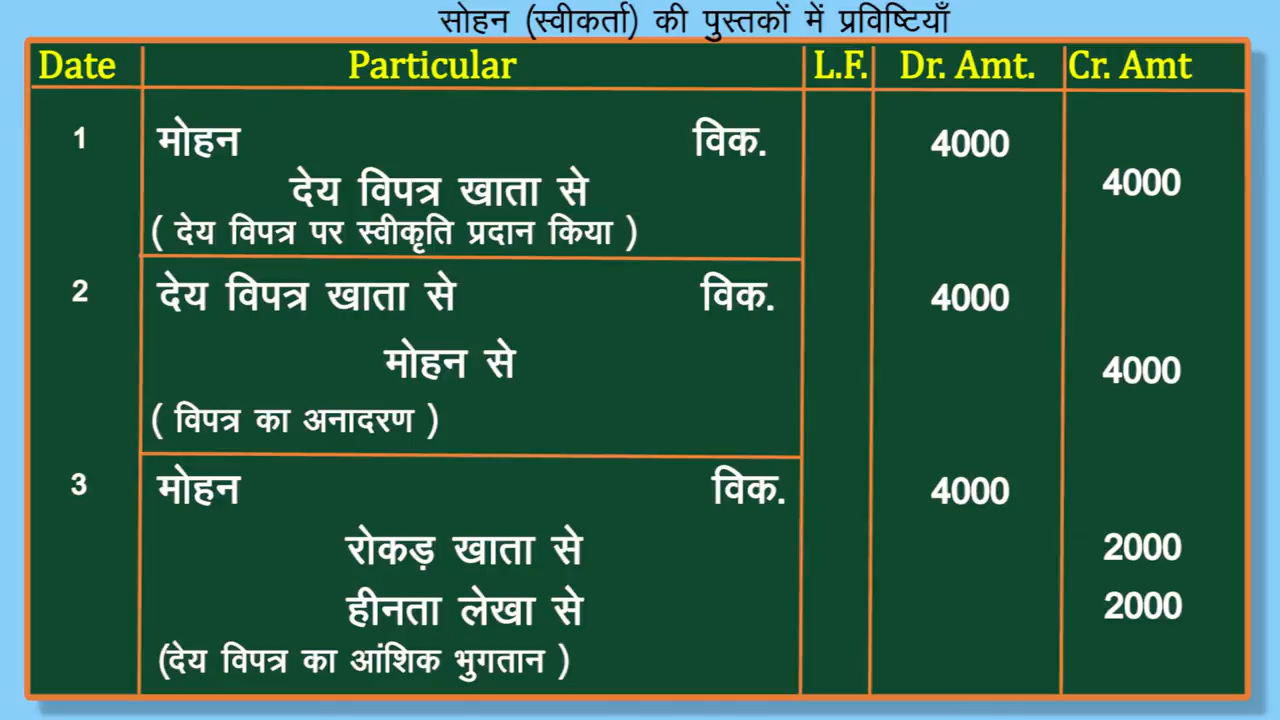 सोहन (स्वीकर्ता) की पुस्तकों में प्रविष्टियाँ
Date Particular L.F. Dr. Amt. Cr. Amt
1 मोहन विक. 4000
देय विपत्र खाता से 4000
( देय विपत्र पर स्वीकृति प्रदान किया )
2 देय विपत्र खाता से विक. 4000
मोहन से 4000
( विपत्र का अनादरण )
3 मोहन विक. 4000
रोकड़ खाता से 2000
हीनता लेखा से 2000
(देय विपत्र का आंशिक भुगतान )